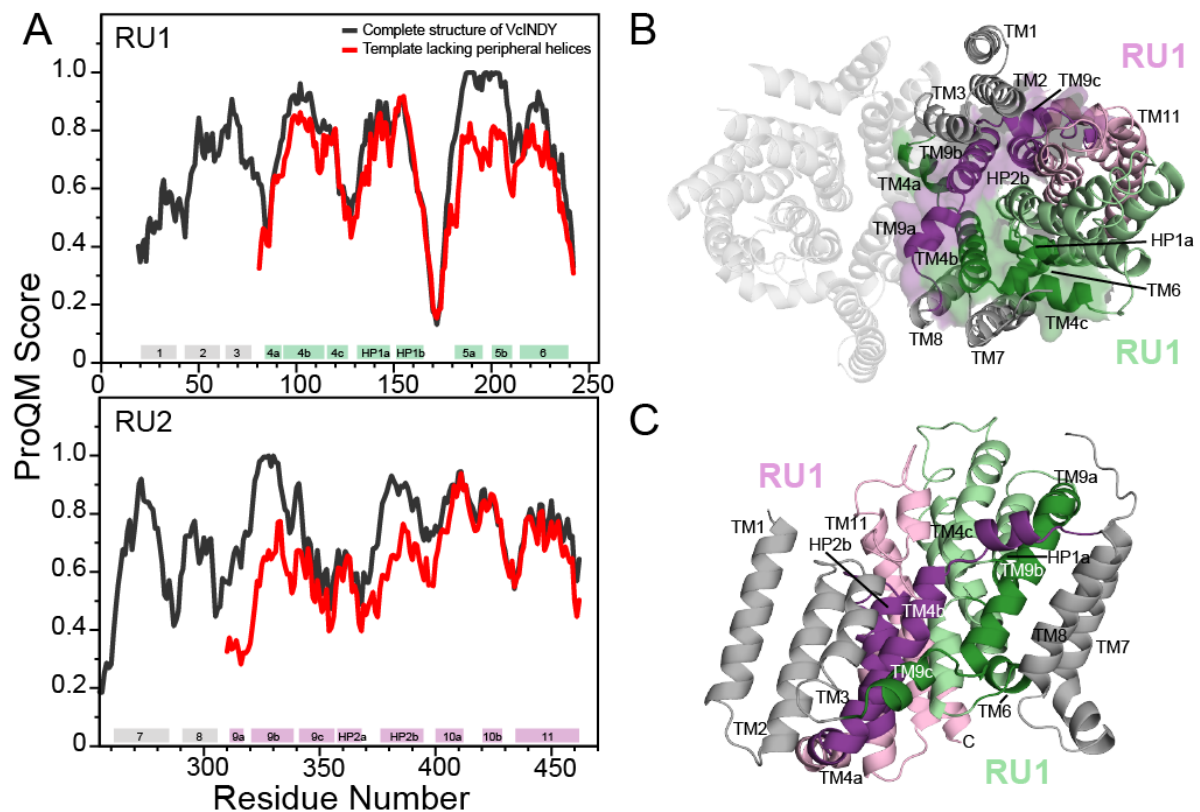 A
RU1
Complete structure of VcINDY
Template lacking peripheral helices
1.0
0.8
0.6
0.4
0.2
0
1 2 3 4a 4b 4c HP1a HP1b 5a 5b 6
0 50 100 150 200 250
RU2
1.0
0.8
0.6
0.4
0.2
0
7 8 9a 9b 9c HP2a HP2b 10a 10b 11
300 350 400 450
Residue Number
ProQM Score
B
TM1
RU1
TM2
TM9c
TM3
TM11
TM9b
HP2b
TM4a
TM9a
HP1a
TM4b
TM6
TM4c
TM8
TM7
RU1
C
RU1
TM9a
TM1
TM11
TM4c
HP2b
HP1a
TM9b
TM4b
TM8
TM7
TM9c
TM3
TM6
TM2
C
TM4a
RU1